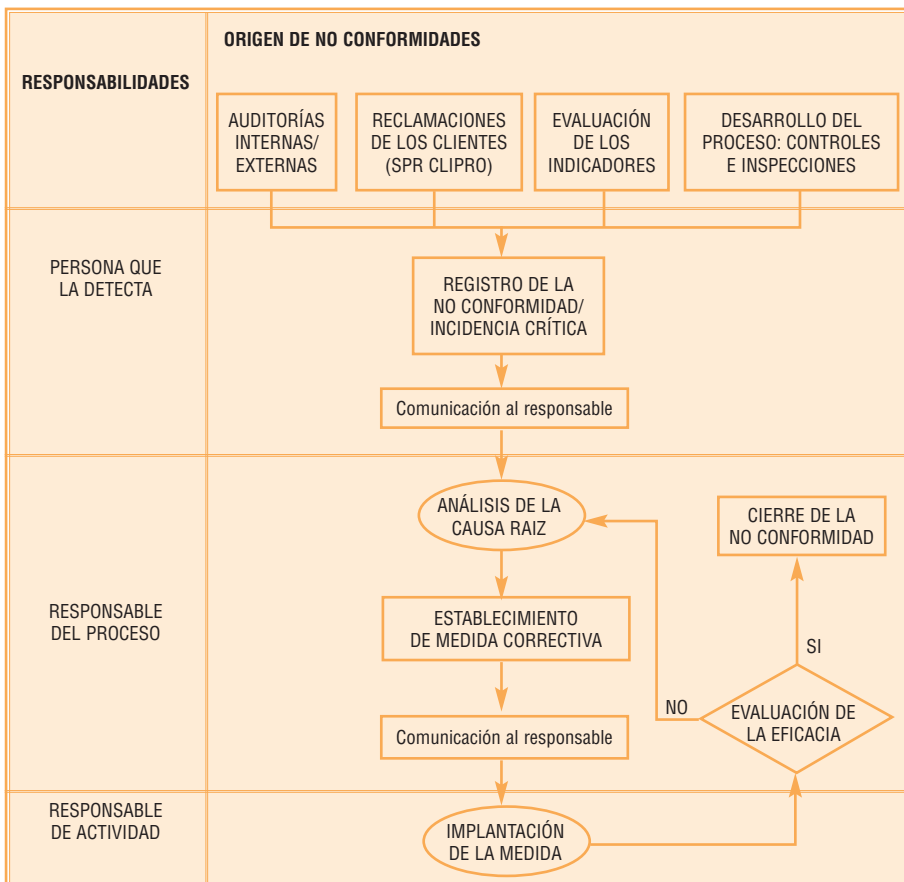 ORIGEN DE NO CONFORMIDADES
RESPONSABILIDADES
AUDITORÍAS
INTERNAS/
EXTERNAS
RECLAMACIONES
DE LOS CLIENTES
(SPR CLIPRO)
EVALUACIÓN
DE LOS
INDICADORES
DESARROLLO DEL
PROCESO: CONTROLES
E INSPECCIONES
PERSONA QUE
LA DETECTA
REGISTRO DE LA
NO CONFORMIDAD/
INCIDENCIA CRÍTICA
Comunicación al responsable
RESPONSABLE
DEL PROCESO
ANÁLISIS DE LA
CAUSA RAIZ
ESTABLECIMIENTO
DE MEDIDA CORRECTIVA
Comunicación al responsable
CIERRE DE LA
NO CONFORMIDAD
SI
NO
EVALUACIÓN DE
LA EFICACIA
RESPONSABLE
DE ACTIVIDAD
IMPLANTACIÓN
DE LA MEDIDA